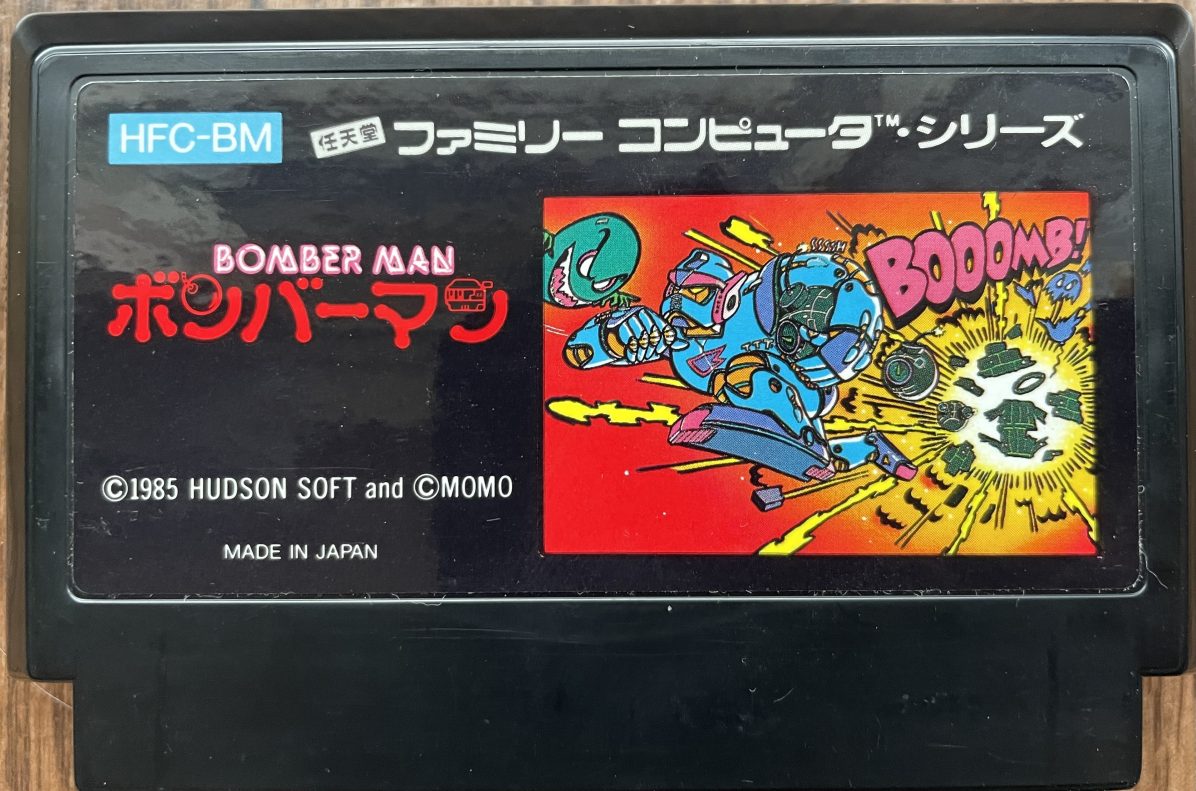 HFC-BM
任天堂 ファミリー コンピュータ™・シリーズ
BOMBER MAN
ボンバーマン
BOOOMB!
©1985 HUDSON SOFT and ©MOMO
MADE IN JAPAN